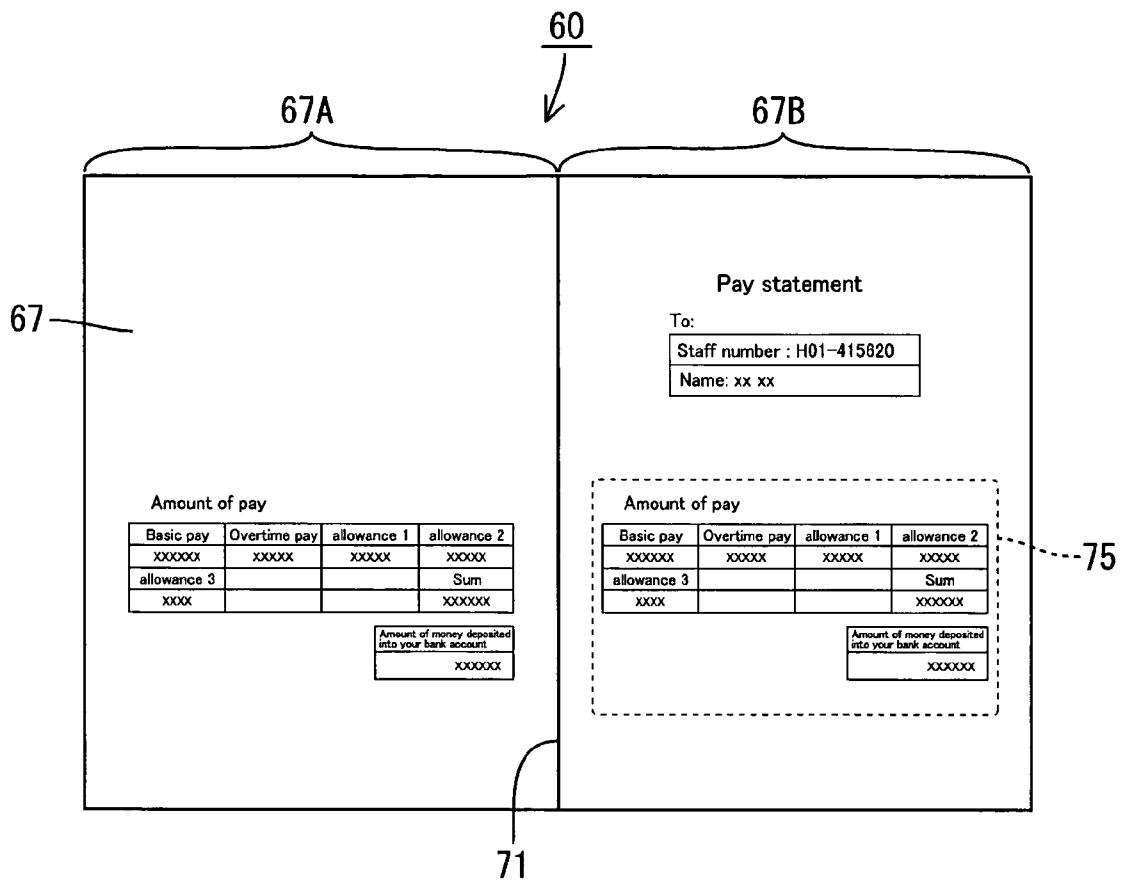 60
67A 67B
67
Pay statement
To:
Staff number : H01-415620
Name: xx xx
Amount of pay
Basic pay Overtime pay allowance 1 allowance 2
xxxxxx xxxxx xxxxx xxxxx
allowance 3 Sum
xxxx xxxxxx
Amount of money deposited
into your bank account
xxxxxx
Amount of pay
Basic pay Overtime pay allowance 1 allowance 2
xxxxxx xxxxx xxxxx xxxxx
allowance 3 Sum
xxxx xxxxxx
Amount of money deposited
into your bank account
xxxxxx
75
71